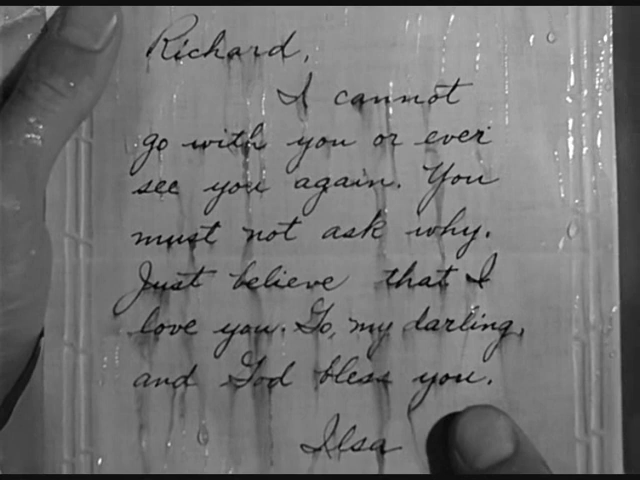 Richard,
I cannot
go with you or ever
see you again. You
must not ask why.
Just believe that I
love you. Go, my darling,
and God bless you.
Ilsa